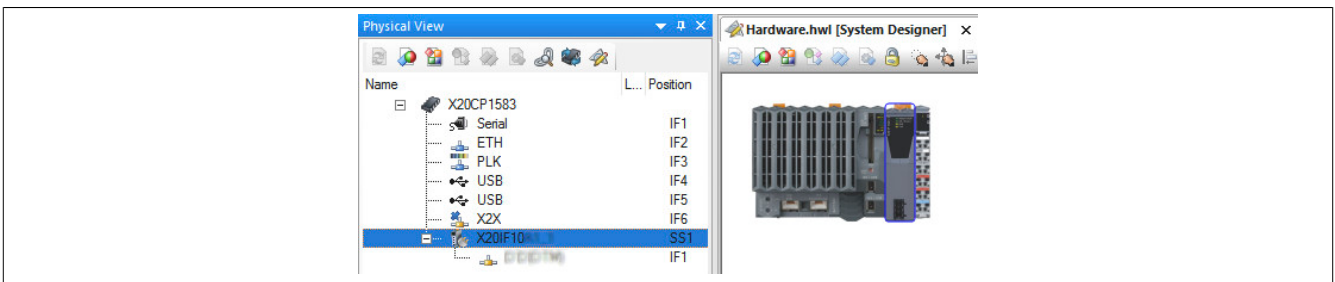 Physical View
Hardware.hwl [System Designer]
Name L... Position
X20CP1583
Serial IF1
ETH IF2
PLK IF3
USB IF4
USB IF5
X2X IF6
X20IF10 SS1
IF1